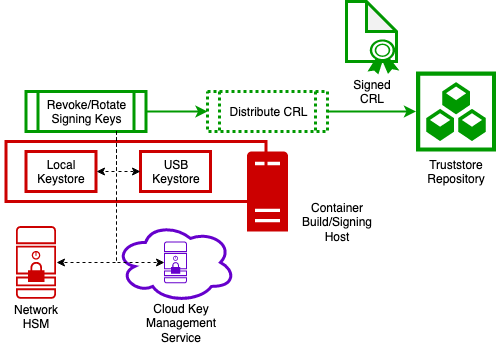 Signed
CRL
Revoke/Rotate
Signing Keys
Distribute CRL
Truststore
Repository
Local
Keystore
USB
Keystore
Container
Build/Signing
Host
Network
HSM
Cloud Key
Management
Service